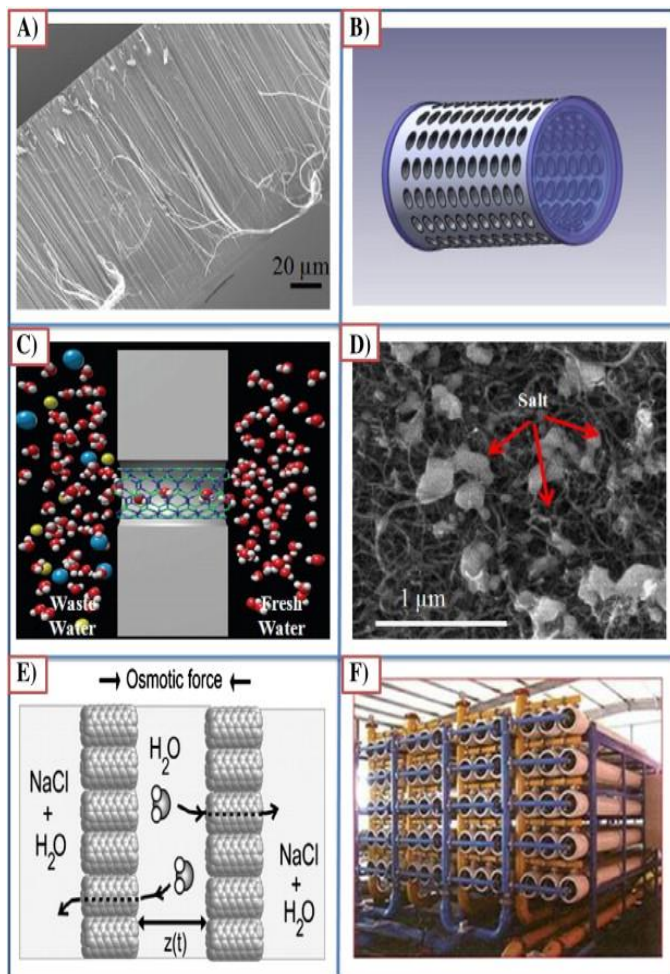 A)
20 µm
B)
C)
Waste
Water
Fresh
Water
D)
Salt
1 µm
E)
Osmotic force
NaCl
+
H₂O
H₂O
NaCl
+
H₂O
z(t)
F)